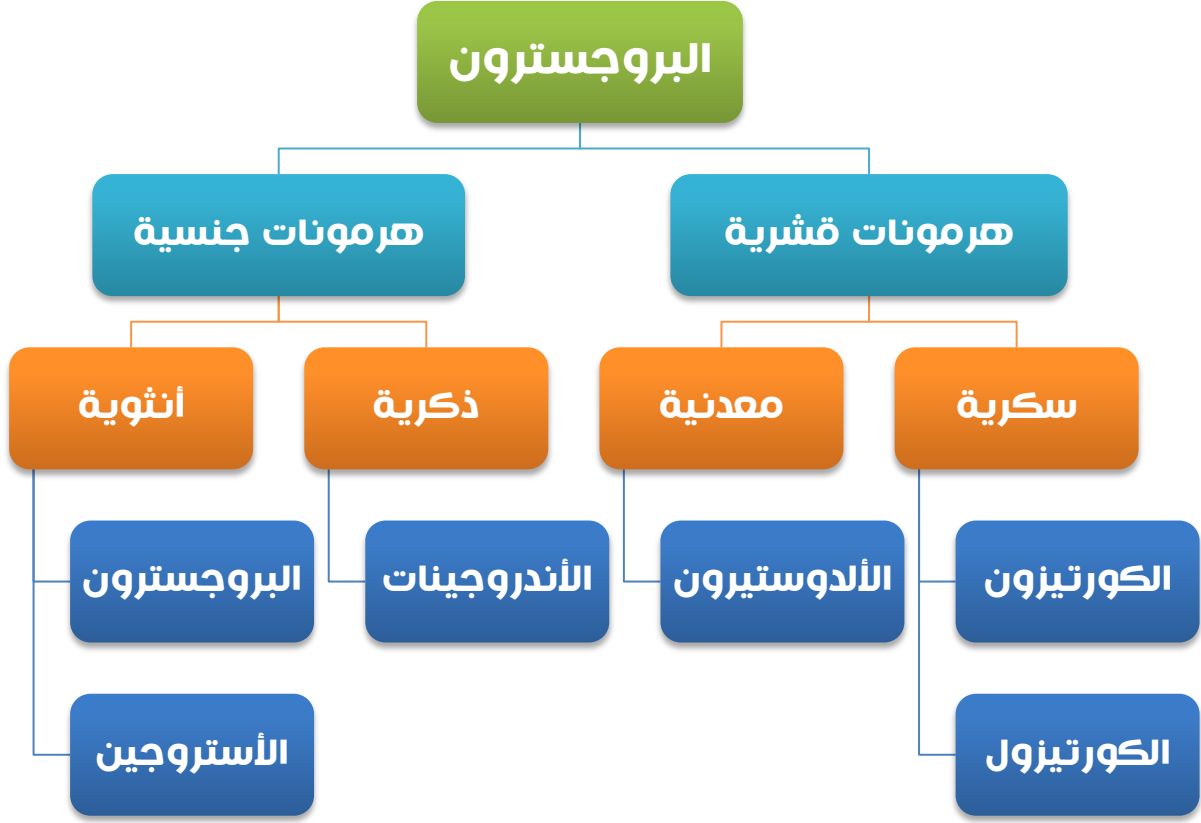 البروجسترون
هرمونات قشرية
هرمونات جنسية
سكرية
معدنية
ذكرية
أنثوية
الكورتيزون
الألدوستيرون
الأندروجينات
البروجسترون
الكورتيزول
الأستروجين